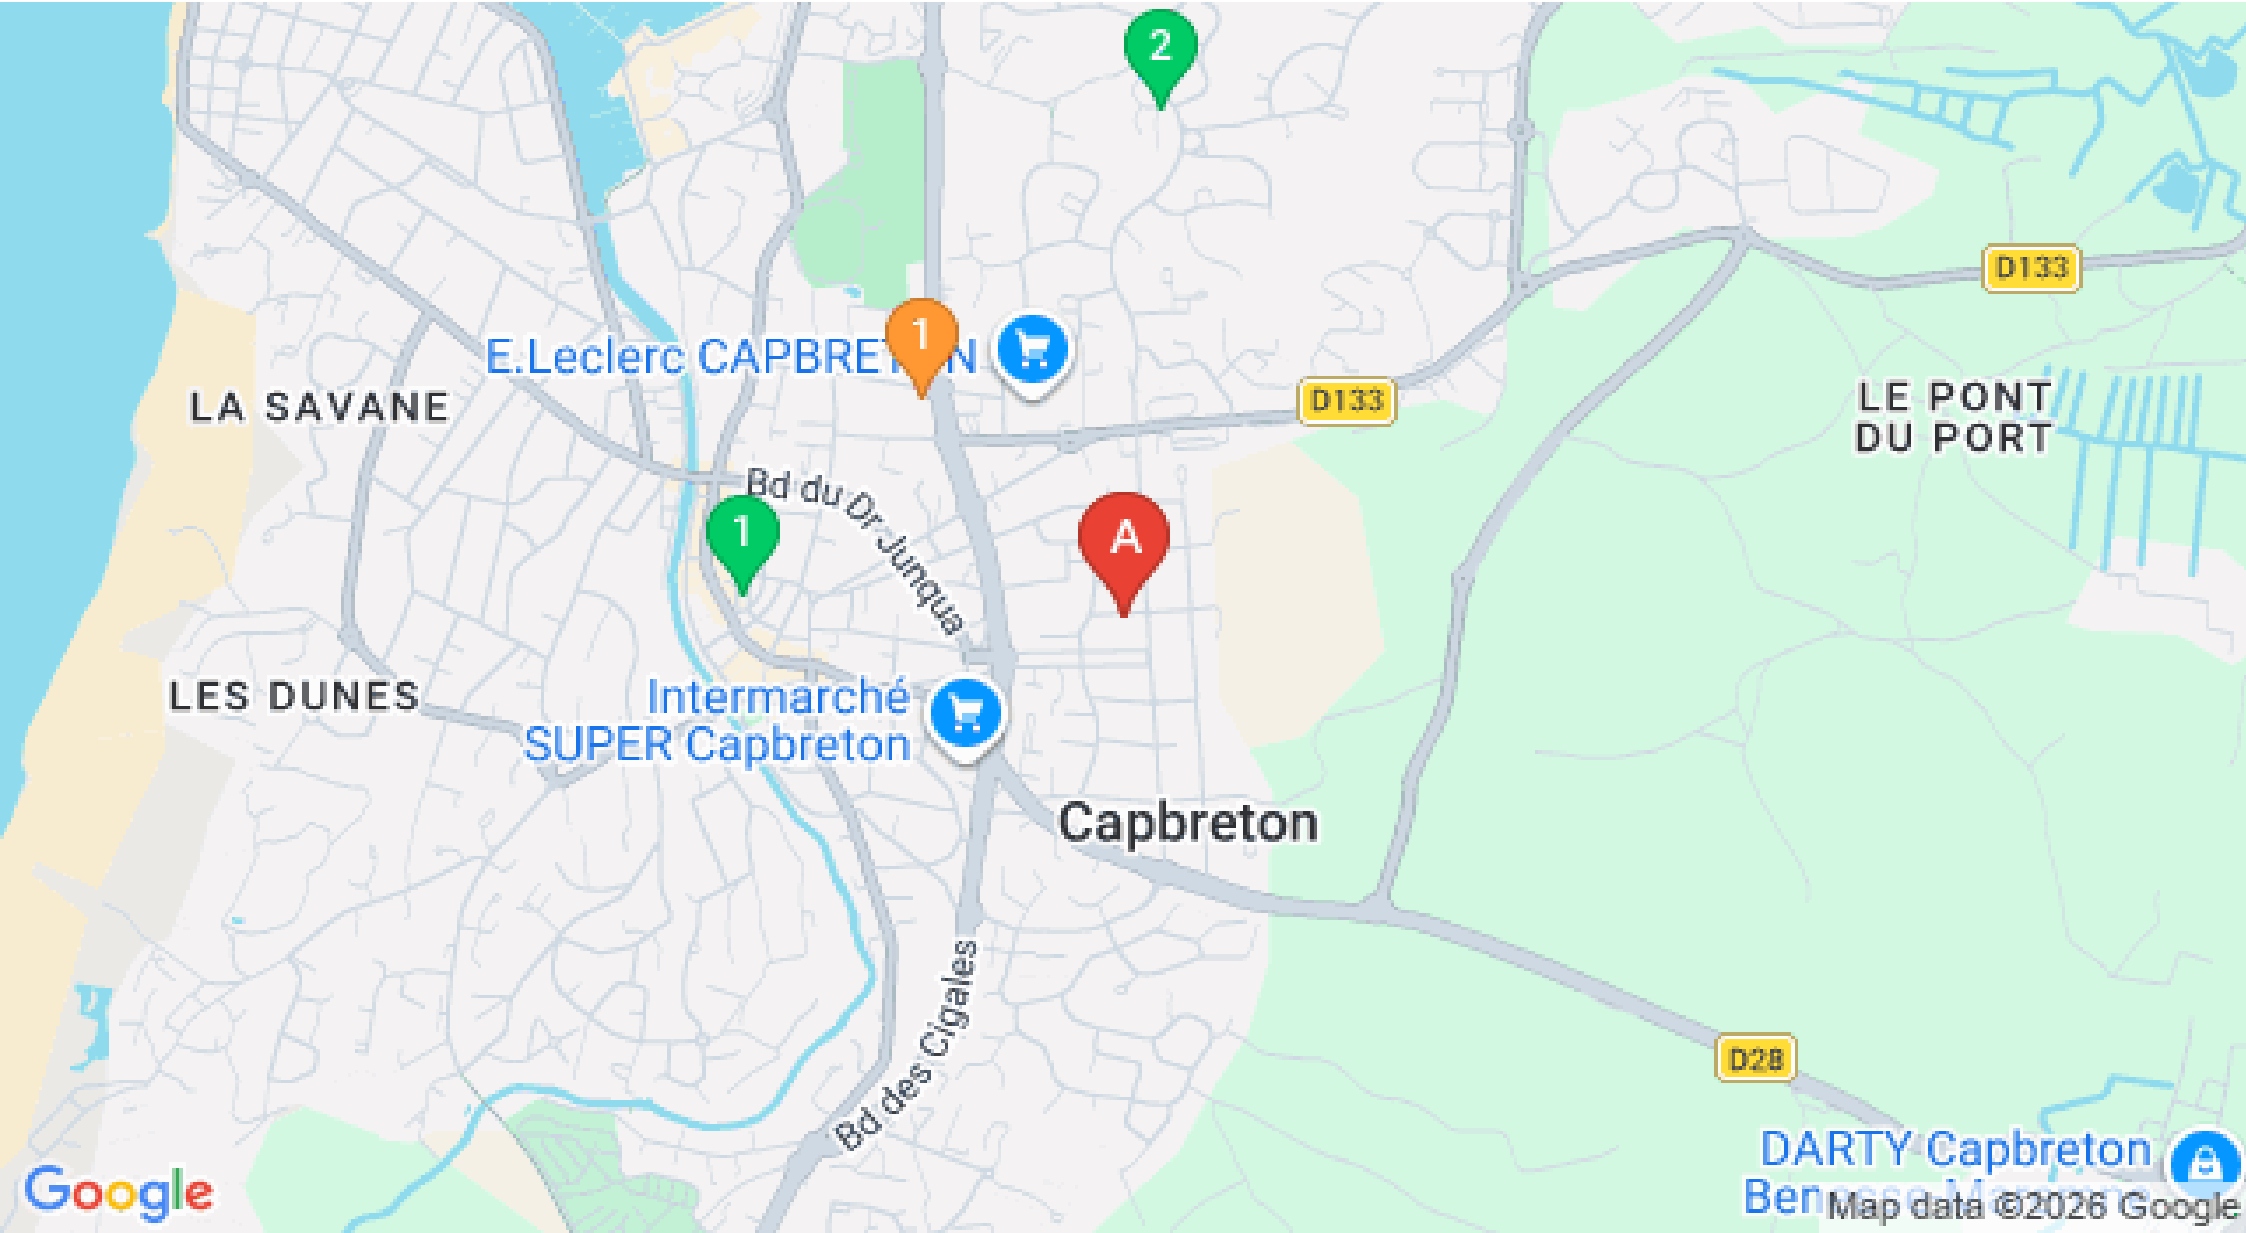 2
D133
1
E.Leclerc CAPBRETON
D133
LA SAVANE
LE PONT
DU PORT
Bd du Dr Junqua
1
A
LES DUNES
Intermarché
SUPER Capbreton
Capbreton
Bd des Cigales
D28
DARTY Capbreton
Google
Map data ©2026 Google